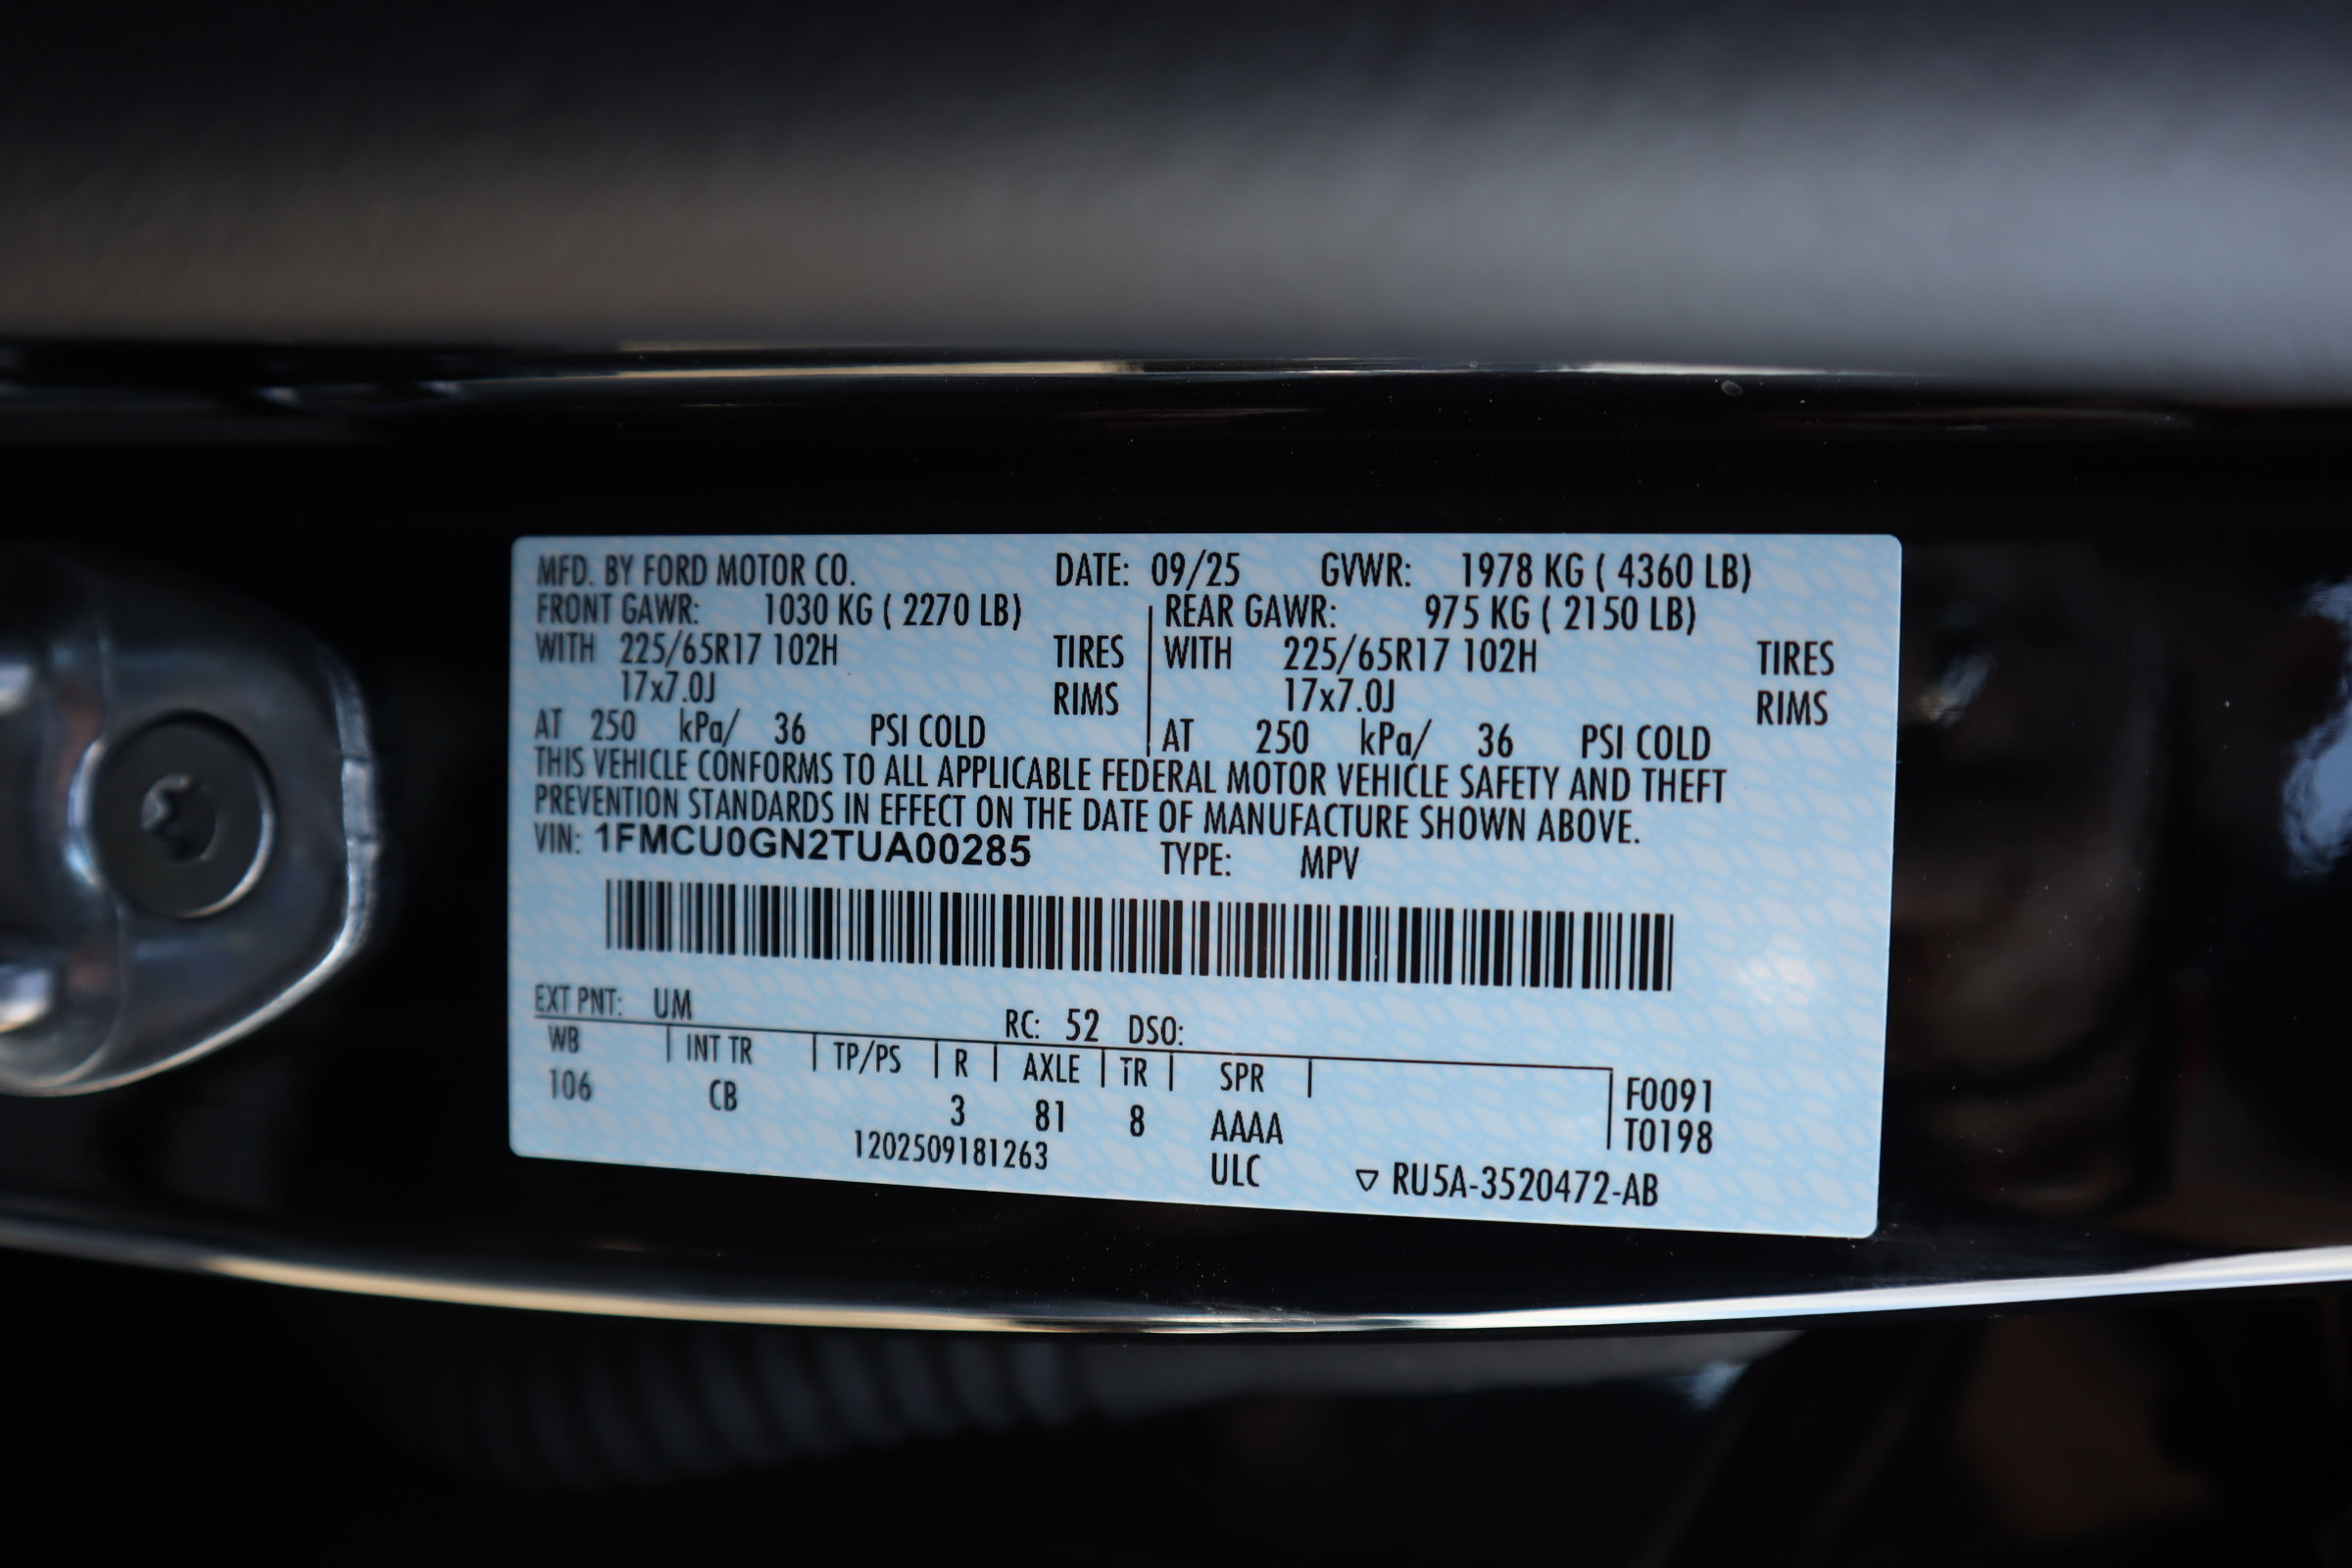 MFD. BY FORD MOTOR CO. DATE: 09/25 GVWR: 1978 KG ( 4360 LB)
FRONT GAWR: 1030 KG ( 2270 LB) REAR GAWR: 975 KG ( 2150 LB)
WITH 225/65R17 102H TIRES WITH 225/65R17 102H TIRES
17x7.0J RIMS 17x7.0J RIMS
AT 250 kPa/ 36 PSI COLD AT 250 kPa/ 36 PSI COLD
THIS VEHICLE CONFORMS TO ALL APPLICABLE FEDERAL MOTOR VEHICLE SAFETY AND THEFT
PREVENTION STANDARDS IN EFFECT ON THE DATE OF MANUFACTURE SHOWN ABOVE.
VIN: 1FMCU0GN2TUA00285 TYPE: MPV
EXT PNT: UM RC: 52 DSO:
WB INT TR TP/PS R AXLE TR SPR F0091
106 CB 3 81 8 AAAA T0198
1202509181263 ULC ▽ RU5A-3520472-AB